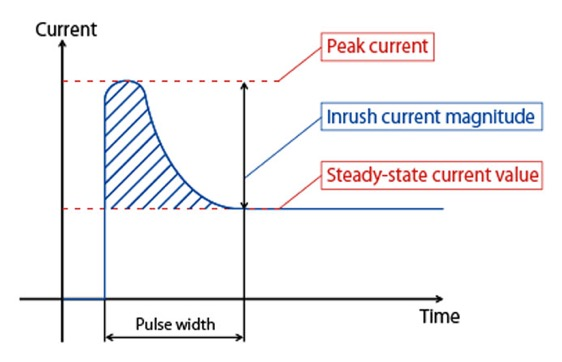 Current
Peak current
Inrush current magnitude
Steady-state current value
Time
Pulse width